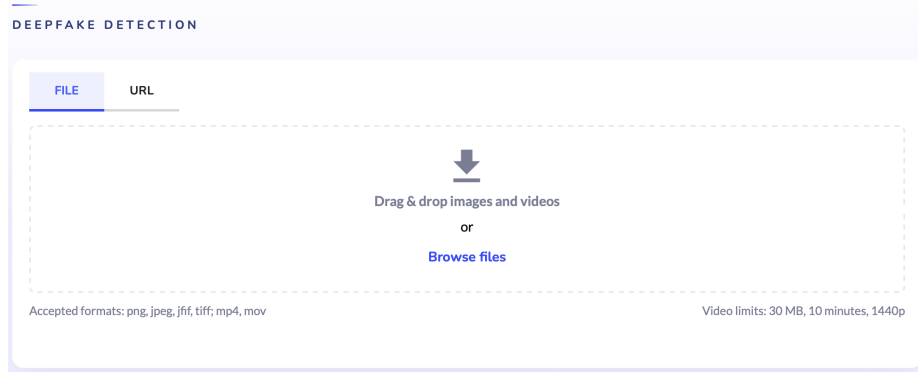 DEEPFAKE DETECTION
FILE URL
Drag & drop images and videos
or
Browse files
Accepted formats: png, jpeg, jfif, tiff; mp4, mov Video limits: 30 MB, 10 minutes, 1440p